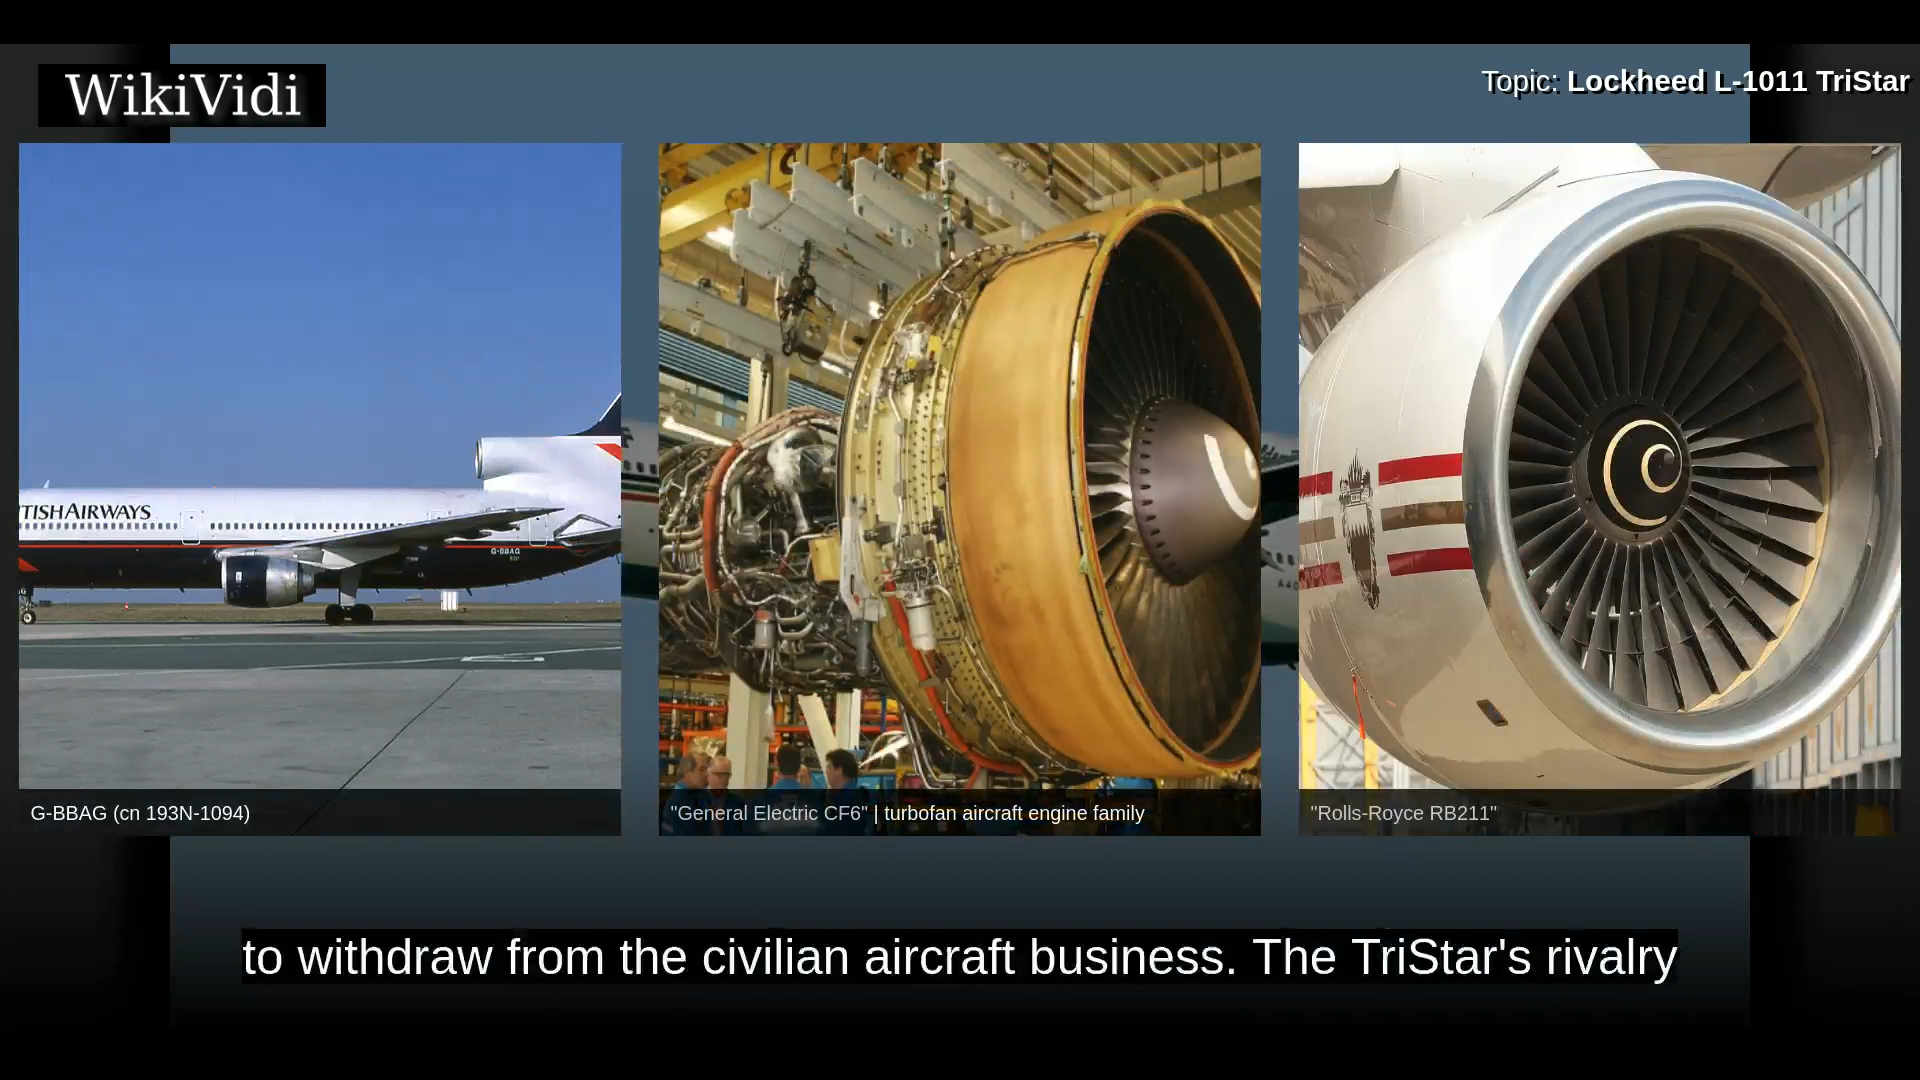 WikiVidi
Topic: Lockheed L-1011 TriStar
TISHAIRWAYS
G-BBAG
G-BBAG (cn 193N-1094)
"General Electric CF6" | turbofan aircraft engine family
"Rolls-Royce RB211"
to withdraw from the civilian aircraft business. The TriStar's rivalry